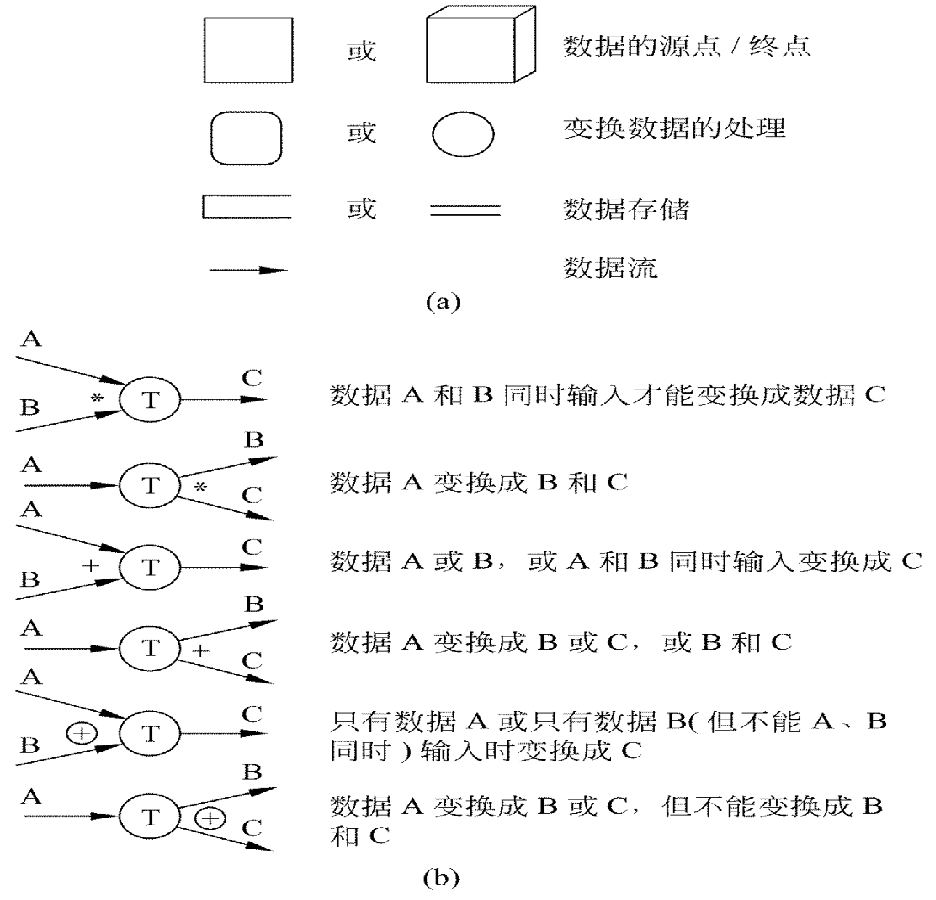 或 数据的源点 / 终点
或 变换数据的处理
或 数据存储
数据流
(a)
A
B
*
T
C
数据 A 和 B 同时输入才能变换成数据 C
A
T
*
B
C
数据 A 变换成 B 和 C
A
B
+
T
C
数据 A 或 B，或 A 和 B 同时输入变换成 C
A
T
+
B
C
数据 A 变换成 B 或 C，或 B 和 C
A
B
+
T
C
只有数据 A 或只有数据 B( 但不能 A、B
同时 ) 输入时变换成 C
A
T
+
B
C
数据 A 变换成 B 或 C，但不能变换成 B
和 C
(b)